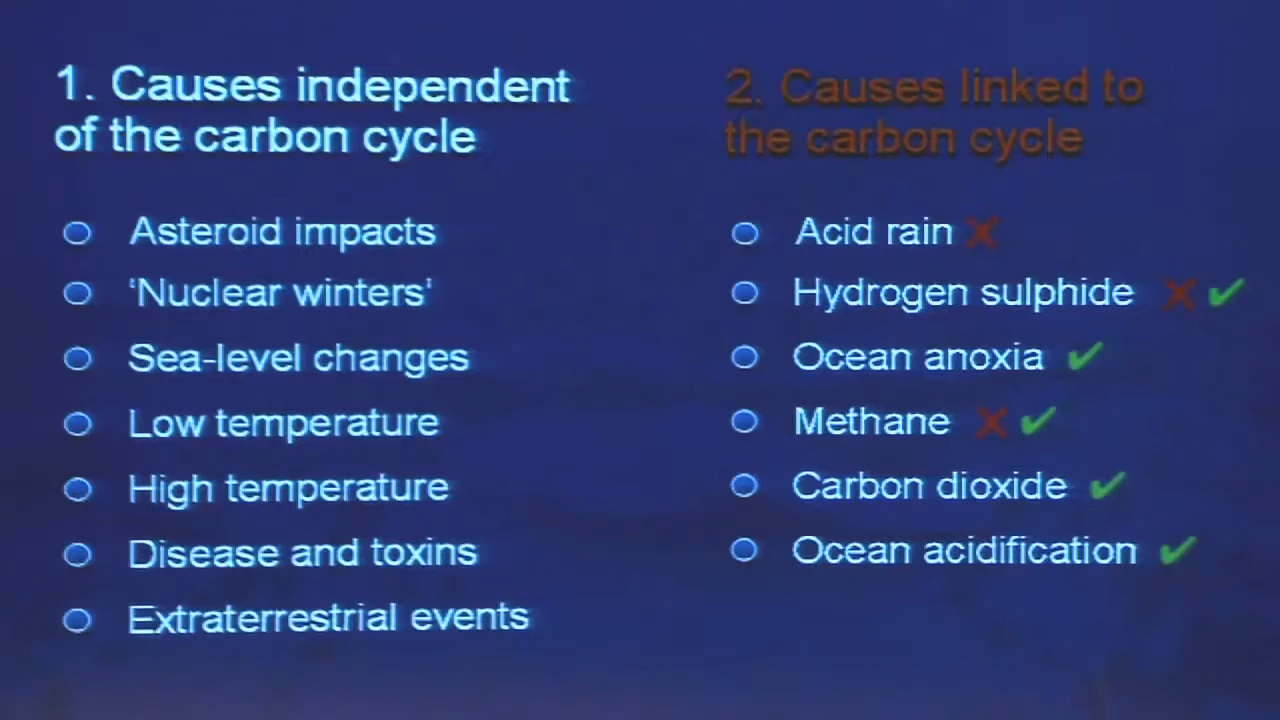 1. Causes independent
of the carbon cycle
Asteroid impacts
‘Nuclear winters’
Sea-level changes
Low temperature
High temperature
Disease and toxins
Extraterrestrial events
2. Causes linked to
the carbon cycle
Acid rain ✗
Hydrogen sulphide ✗ ✓
Ocean anoxia ✓
Methane ✗ ✓
Carbon dioxide ✓
Ocean acidification ✓